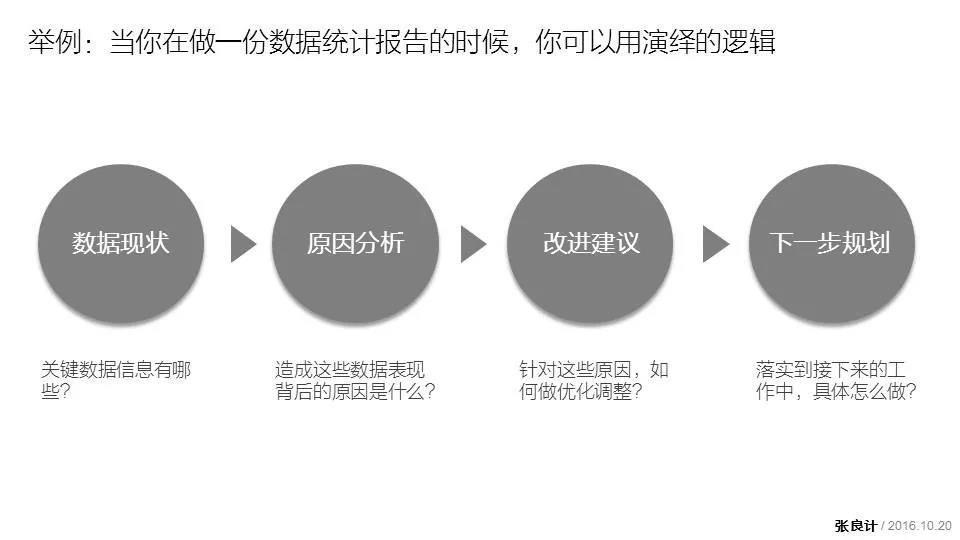 举例：当你在做一份数据统计报告的时候，你可以用演绎的逻辑
数据现状
原因分析
改进建议
下一步规划
关键数据信息有哪
些？
造成这些数据表现
背后的原因是什么？
针对这些原因，如
何做优化调整？
落实到接下来的工
作中，具体怎么做？
张良计 / 2016.10.20